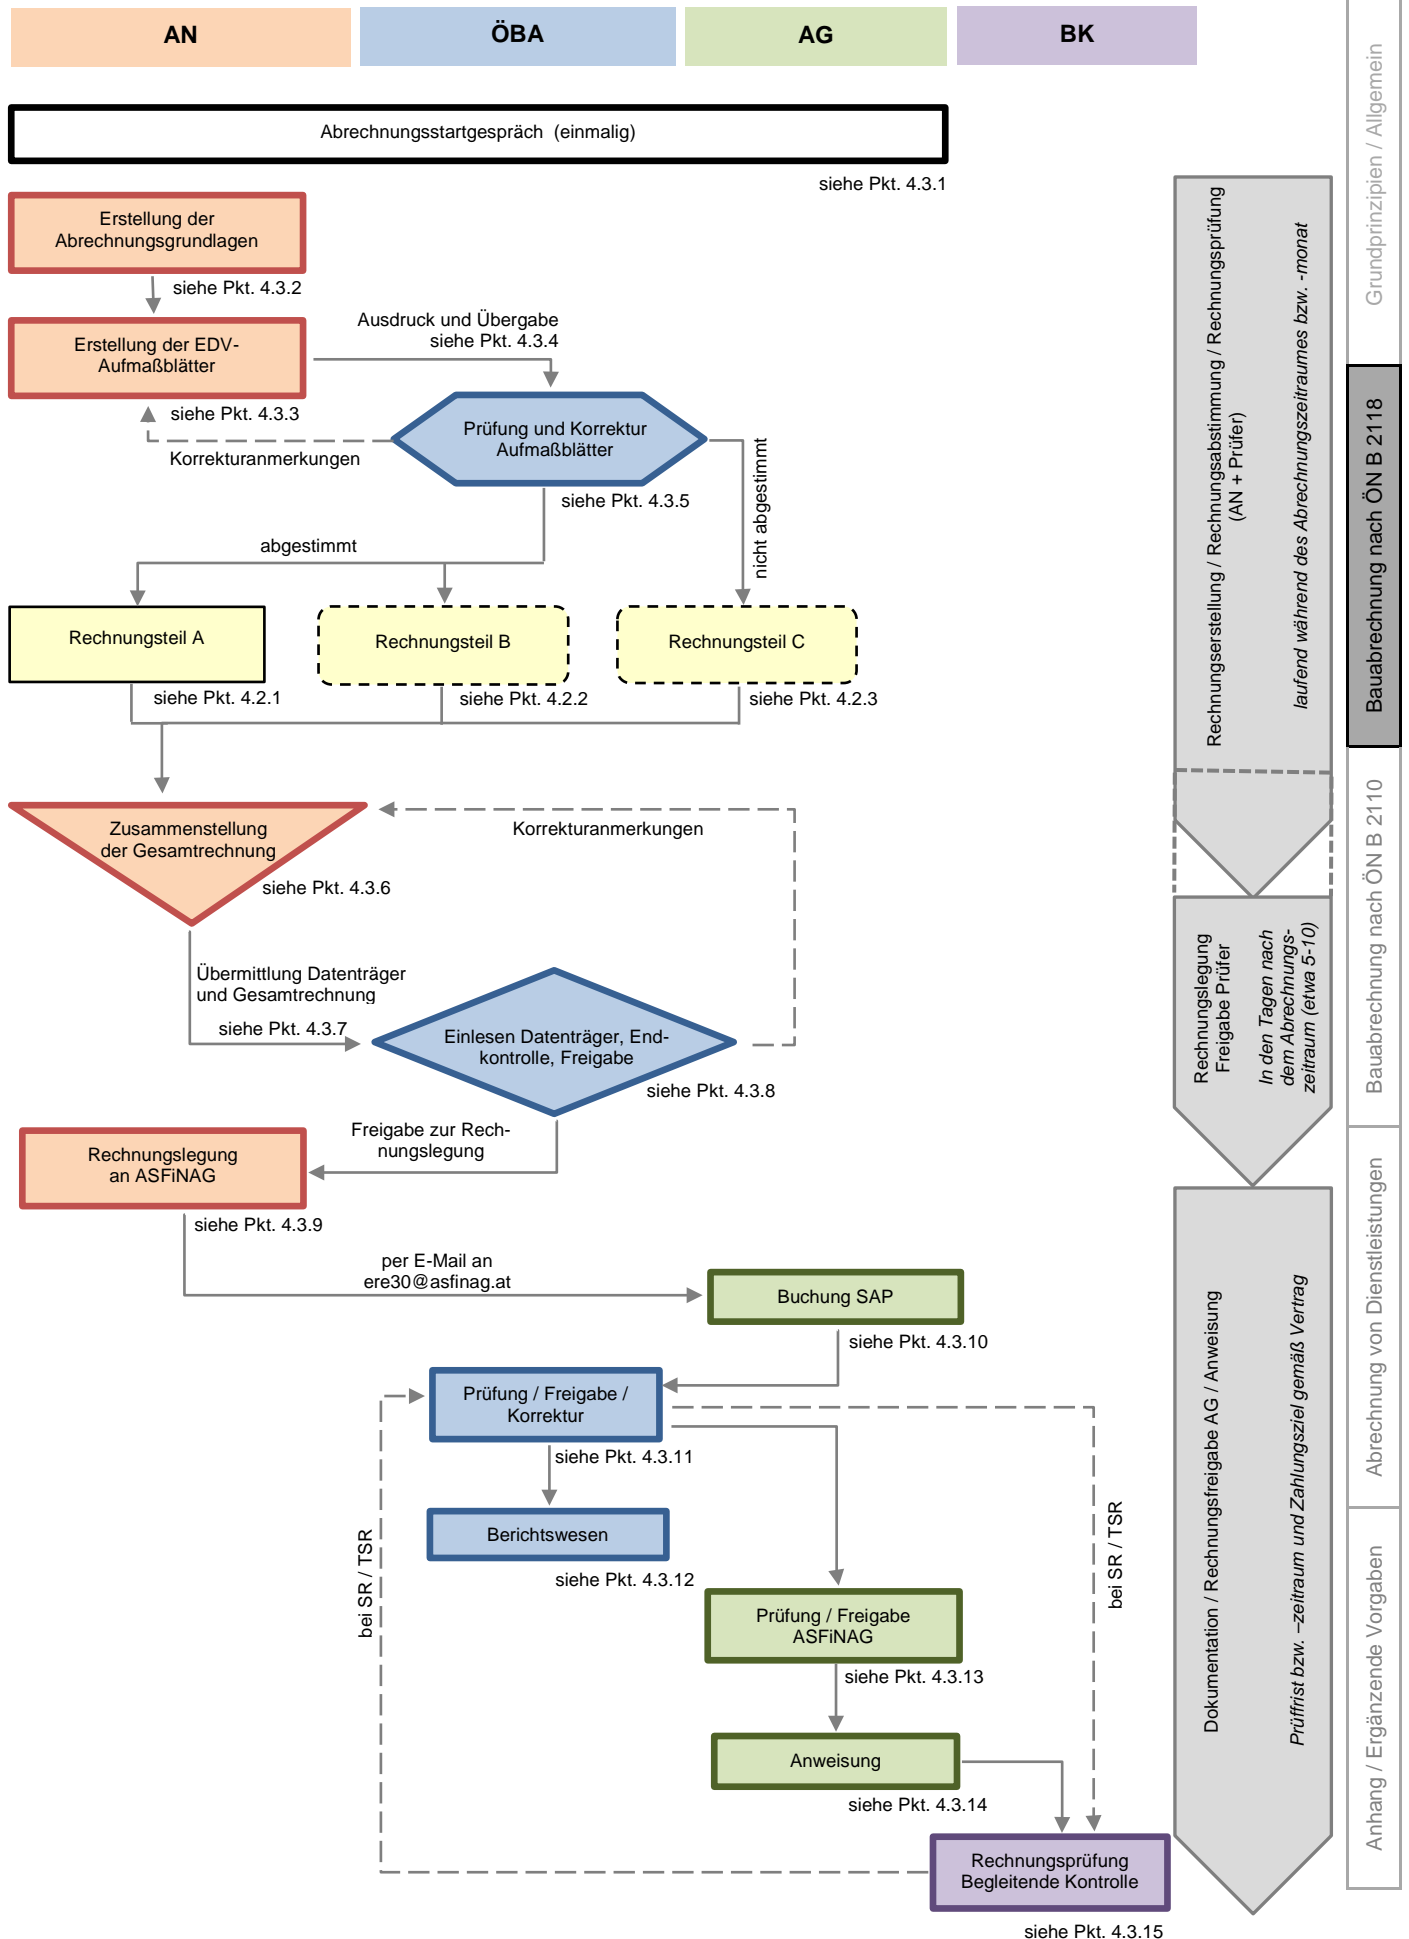 AN
ÖBA
AG
BK
Abrechnungsstartgespräch (einmalig)
siehe Pkt. 4.3.1
Erstellung der
Abrechnungsgrundlagen
siehe Pkt. 4.3.2
Erstellung der EDV-
Aufmaßblätter
siehe Pkt. 4.3.3
Ausdruck und Übergabe
siehe Pkt. 4.3.4
Prüfung und Korrektur
Aufmaßblätter
siehe Pkt. 4.3.5
Korrekturanmerkungen
abgestimmt
nicht abgestimmt
Rechnungsteil A
siehe Pkt. 4.2.1
Rechnungsteil B
siehe Pkt. 4.2.2
Rechnungsteil C
siehe Pkt. 4.2.3
Zusammenstellung
der Gesamtrechnung
siehe Pkt. 4.3.6
Korrekturanmerkungen
Übermittlung Datenträger
und Gesamtrechnung
siehe Pkt. 4.3.7
Einlesen Datenträger, End-
kontrolle, Freigabe
siehe Pkt. 4.3.8
Freigabe zur Rech-
nungslegung
Rechnungslegung
an ASFiNAG
siehe Pkt. 4.3.9
per E-Mail an
ere30@asfinag.at
Buchung SAP
siehe Pkt. 4.3.10
Prüfung / Freigabe /
Korrektur
siehe Pkt. 4.3.11
Berichtswesen
siehe Pkt. 4.3.12
bei SR / TSR
bei SR / TSR
Prüfung / Freigabe
ASFiNAG
siehe Pkt. 4.3.13
Anweisung
siehe Pkt. 4.3.14
Rechnungsprüfung
Begleitende Kontrolle
siehe Pkt. 4.3.15
Rechnungserstellung / Rechnungsabstimmung / Rechnungsprüfung
(AN + Prüfer)
laufend während des Abrechnungszeitraumes bzw. -monat
Rechnungslegung
Freigabe Prüfer
In den Tagen nach
dem Abrechnungs-
zeitraum (etwa 5-10)
Dokumentation / Rechnungsfreigabe AG / Anweisung
Prüffrist bzw. –zeitraum und Zahlungsziel gemäß Vertrag
Grundprinzipien / Allgemein
Bauabrechnung nach ÖN B 2118
Bauabrechnung nach ÖN B 2110
Abrechnung von Dienstleistungen
Anhang / Ergänzende Vorgaben